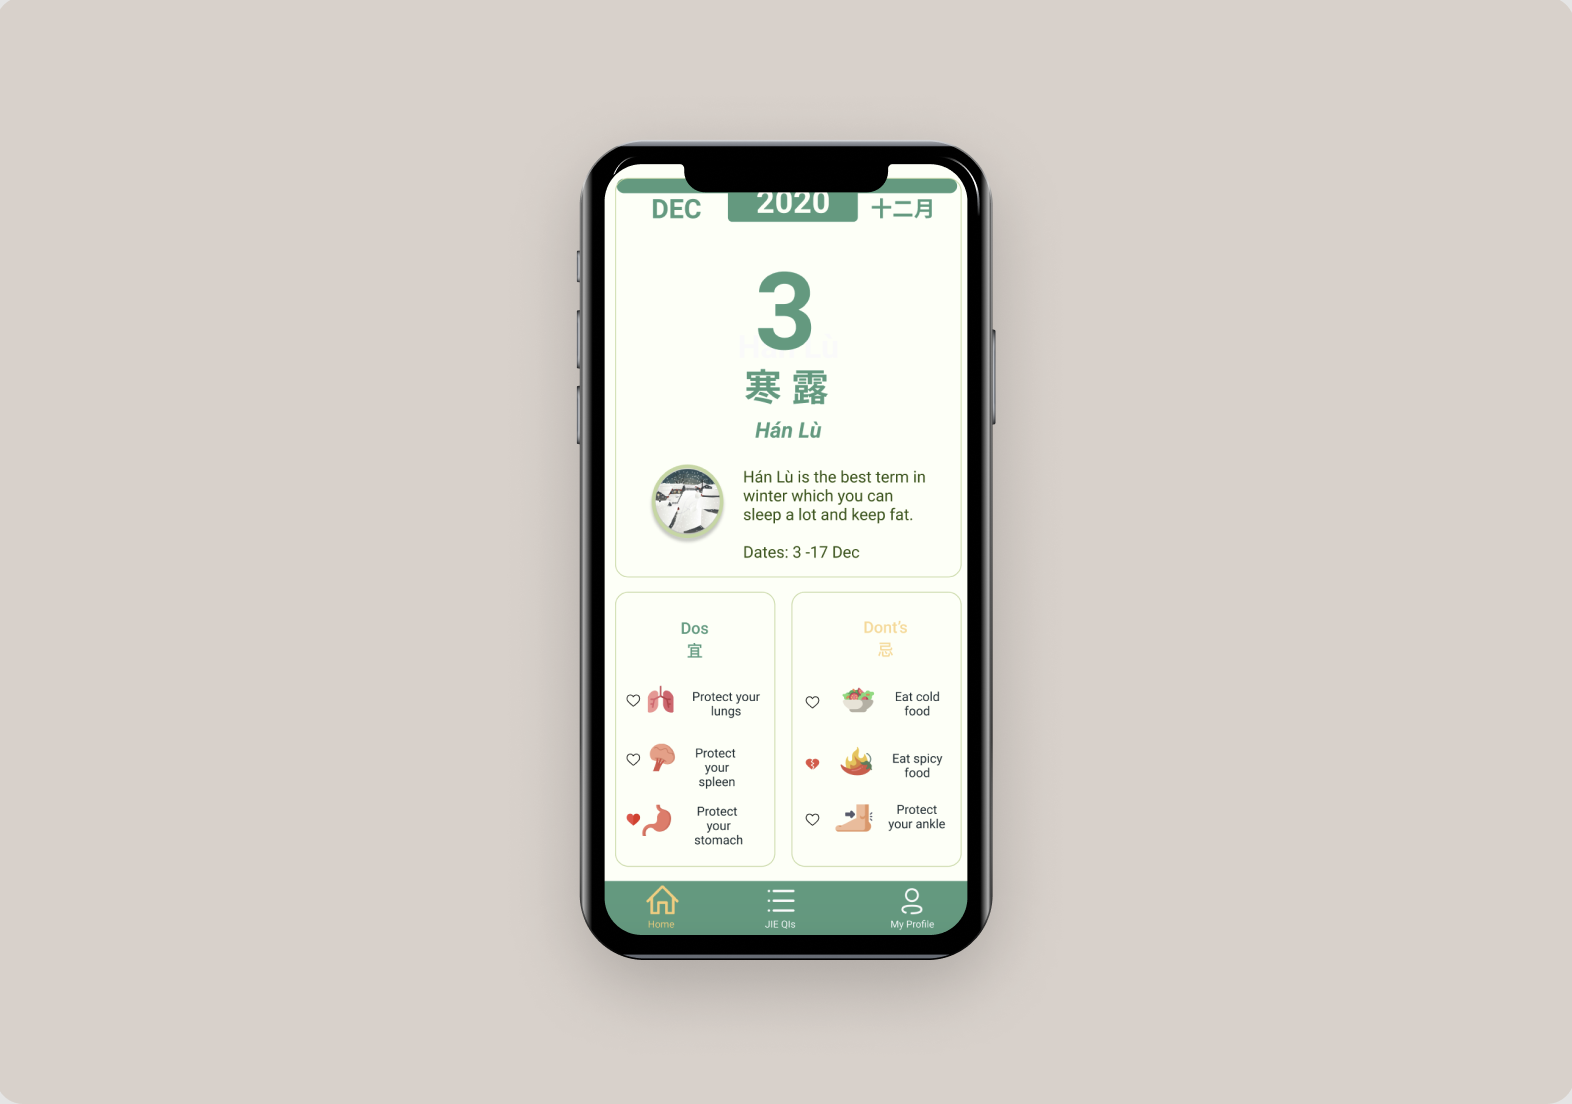 DEC
2020
十二月
3
Hán Lù
寒露
Hán Lù
Hán Lù is the best term in
winter which you can
sleep a lot and keep fat.
Dates: 3 -17 Dec
Dos
宜
Protect your
lungs
Protect
your
spleen
Protect
your
stomach
Dont's
忌
Eat cold
food
Eat spicy
food
Protect
your ankle
Home
JIE QIs
My Profile